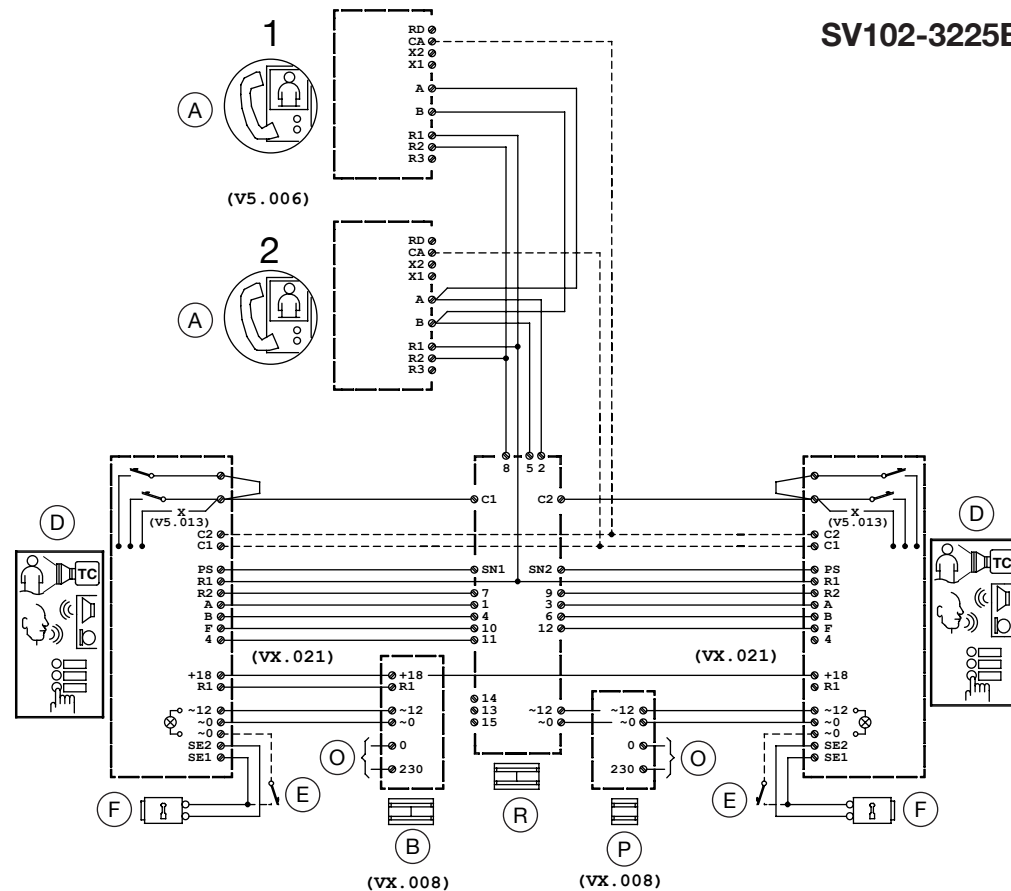 1
SV102-3225E
RD
CA
X2
X1
A
A
B
R1
R2
R3
(V5.006)
2
RD
CA
X2
X1
A
A
B
R1
R2
R3
8 5 2
C1 C2
X X
(V5.013) (V5.013)
D D
C2 C2
C1 C1
TC TC
PS SN1 SN2 PS
R1 R1
R2 7 9 R2
A 1 3 A
B 4 6 B
F 10 12 F
4 11 4
(VX.021) (VX.021)
+18 +18 +18
R1 R1 R1
14
~12 ~12 13 ~12 ~12 ~12
~0 ~0 15 ~0 ~0 ~0
~0 ~0
SE2 0 0 SE2
SE1 O O SE1
230 230
F E R E F
B P
(VX.008) (VX.008)